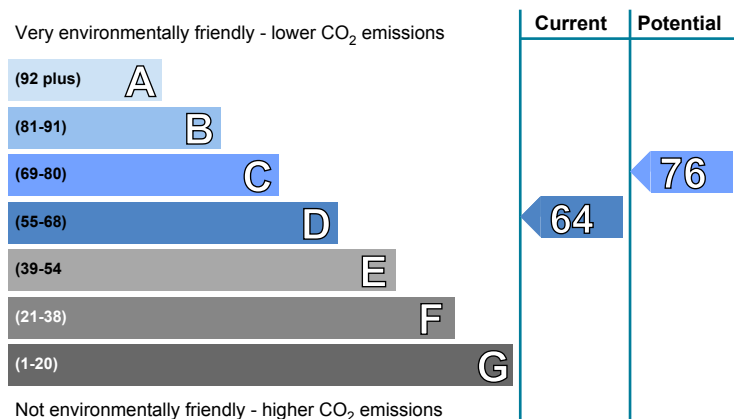 Very environmentally friendly - lower CO2 emissions
Current
Potential
(92 plus) A
(81-91) B
(69-80) C
76
(55-68) D
64
(39-54 E
(21-38) F
(1-20) G
Not environmentally friendly - higher CO2 emissions